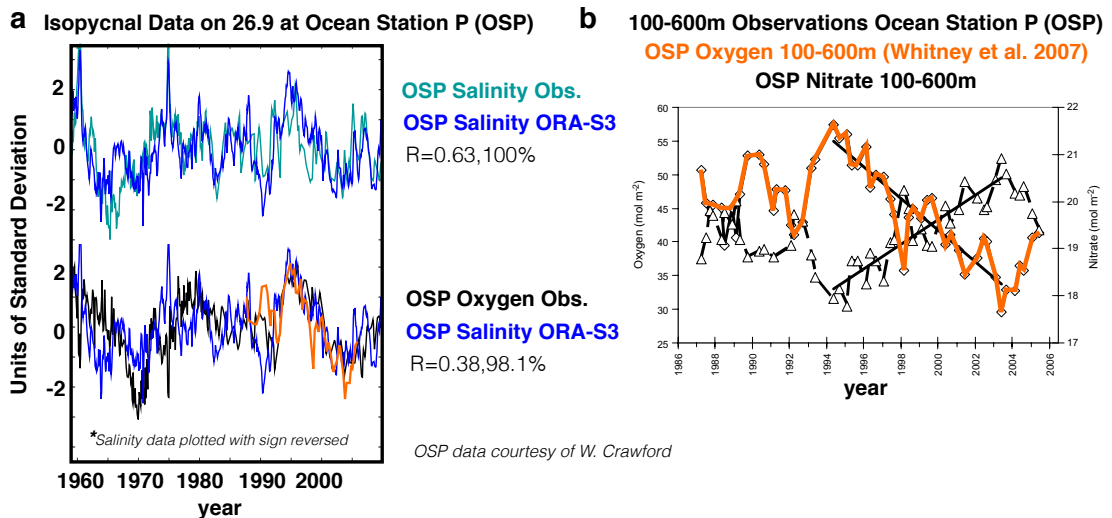 a Isopycnal Data on 26.9 at Ocean Station P (OSP)
Units of Standard Deviation
2
0
-2
2
0
-2
OSP Salinity Obs.
OSP Salinity ORA-S3
R=0.63,100%
OSP Oxygen Obs.
OSP Salinity ORA-S3
R=0.38,98.1%
*Salinity data plotted with sign reversed
OSP data courtesy of W. Crawford
1960 1970 1980 1990 2000
year
b 100-600m Observations Ocean Station P (OSP)
OSP Oxygen 100-600m (Whitney et al. 2007)
OSP Nitrate 100-600m
Oxygen (mol m-2)
60
55
50
45
40
35
30
25
22
21
20
19
18
17
Nitrate (mol m-2)
1986 1988 1990 1992 1994 1996 1998 2000 2002 2004 2006
year